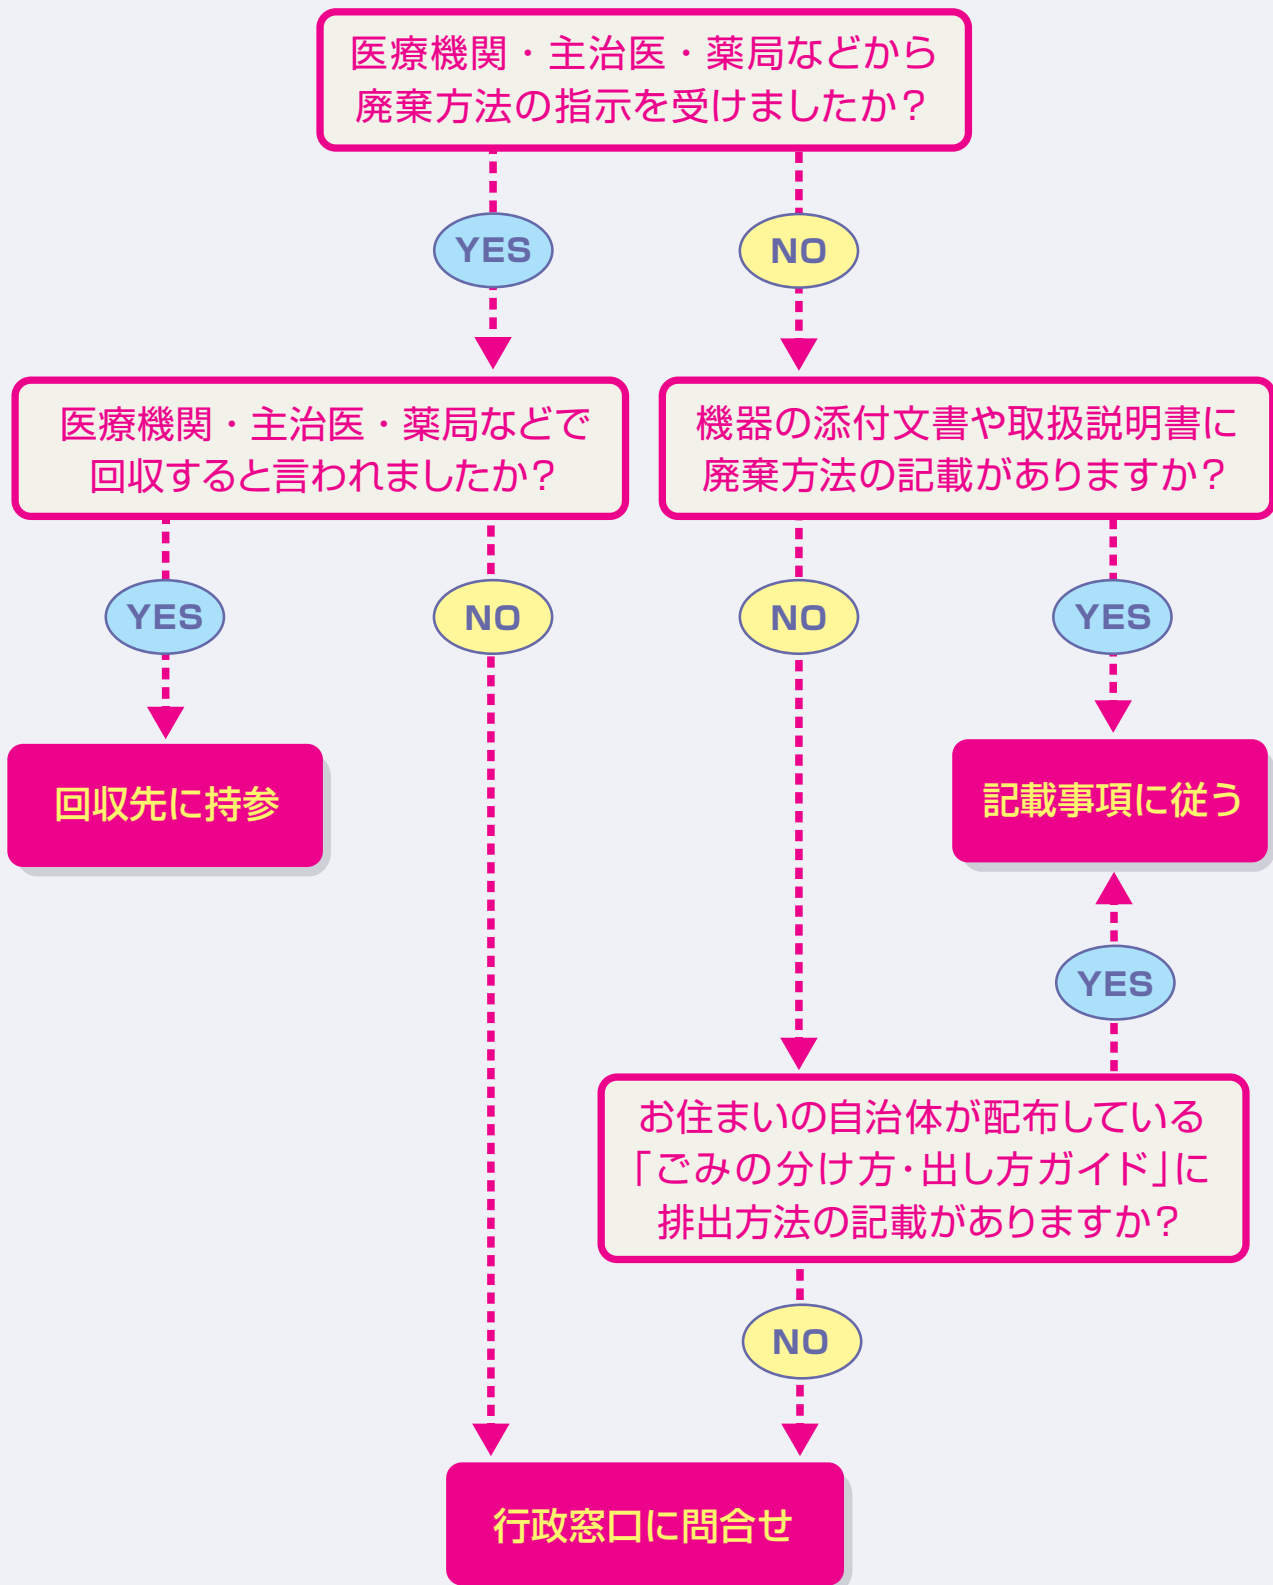 医療機関・主治医・薬局などから
廃棄方法の指示を受けましたか？
YES
NO
医療機関・主治医・薬局などで
回収すると言われましたか？
機器の添付文書や取扱説明書に
廃棄方法の記載がありますか？
YES
NO
NO
YES
回収先に持参
記載事項に従う
YES
お住まいの自治体が配布している
「ごみの分け方・出し方ガイド」に
排出方法の記載がありますか？
NO
行政窓口に問合せ